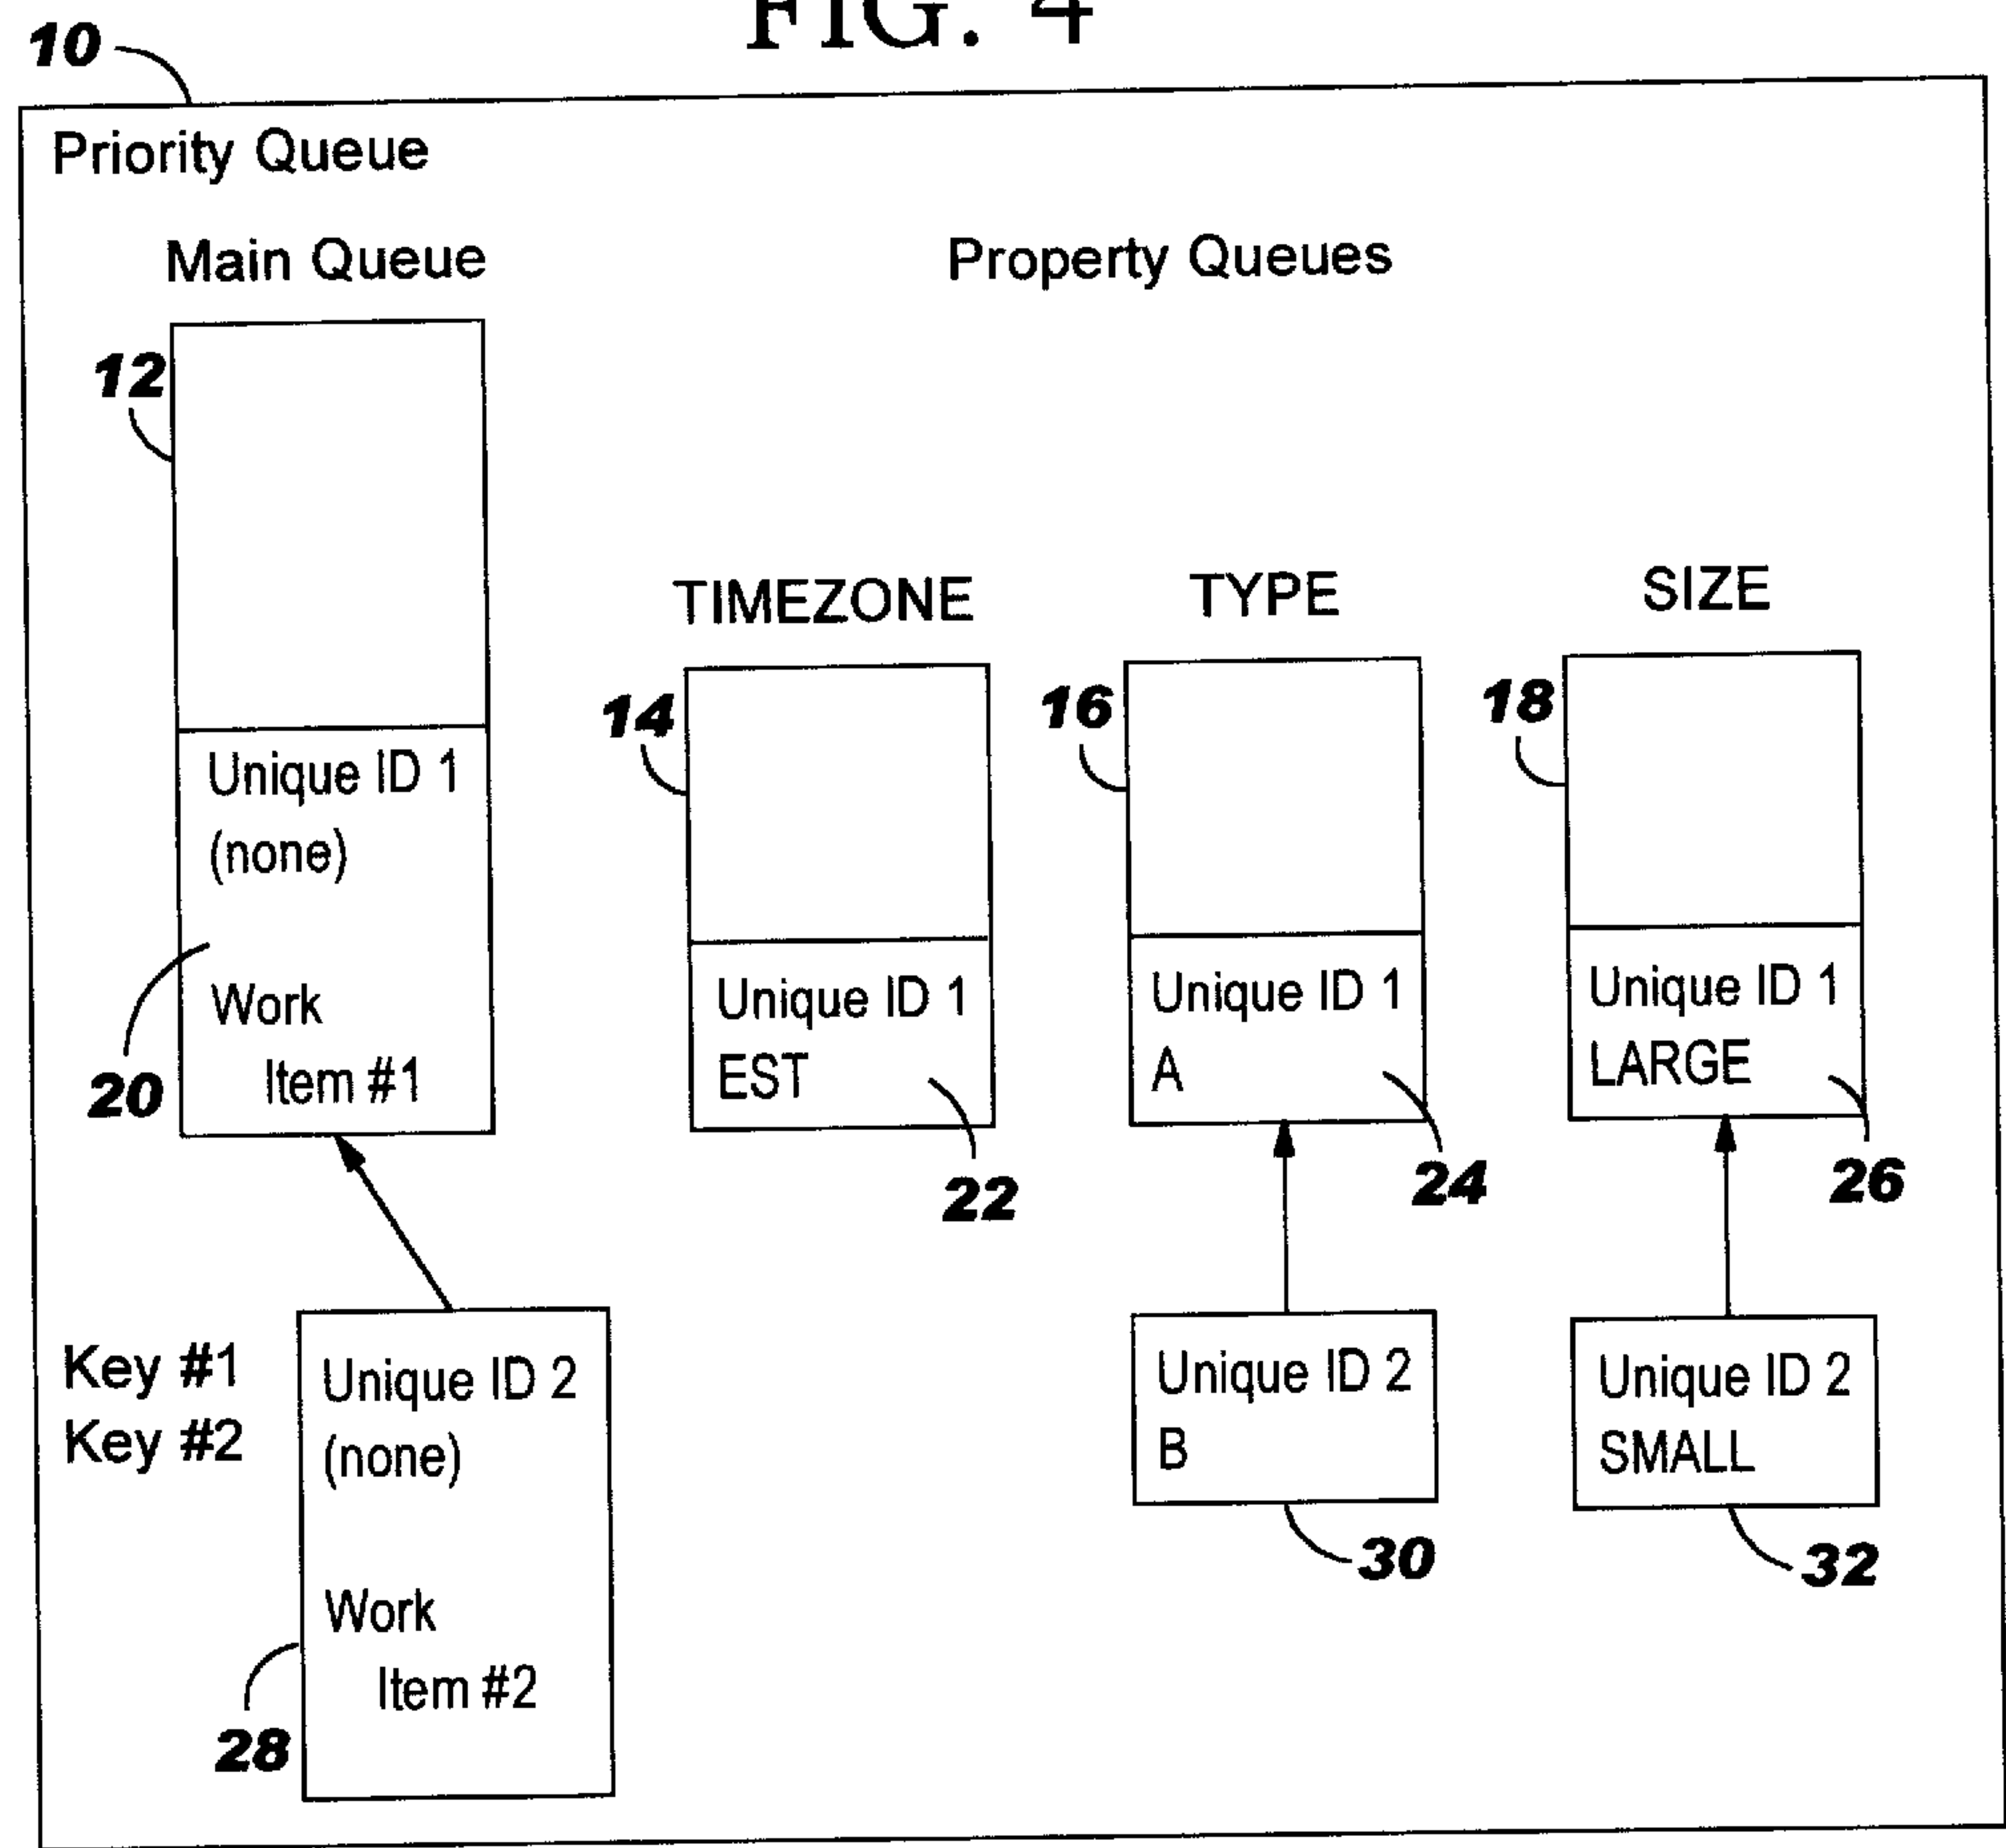 FIG. 4
10
Priority Queue
Main Queue
Property Queues
12
TIMEZONE
TYPE
SIZE
14
16
18
Unique ID 1
(none)
Work
Item #1
20
Unique ID 1
EST
22
Unique ID 1
A
24
Unique ID 1
LARGE
26
Key #1
Key #2
Unique ID 2
(none)
Work
Item #2
28
Unique ID 2
B
30
Unique ID 2
SMALL
32